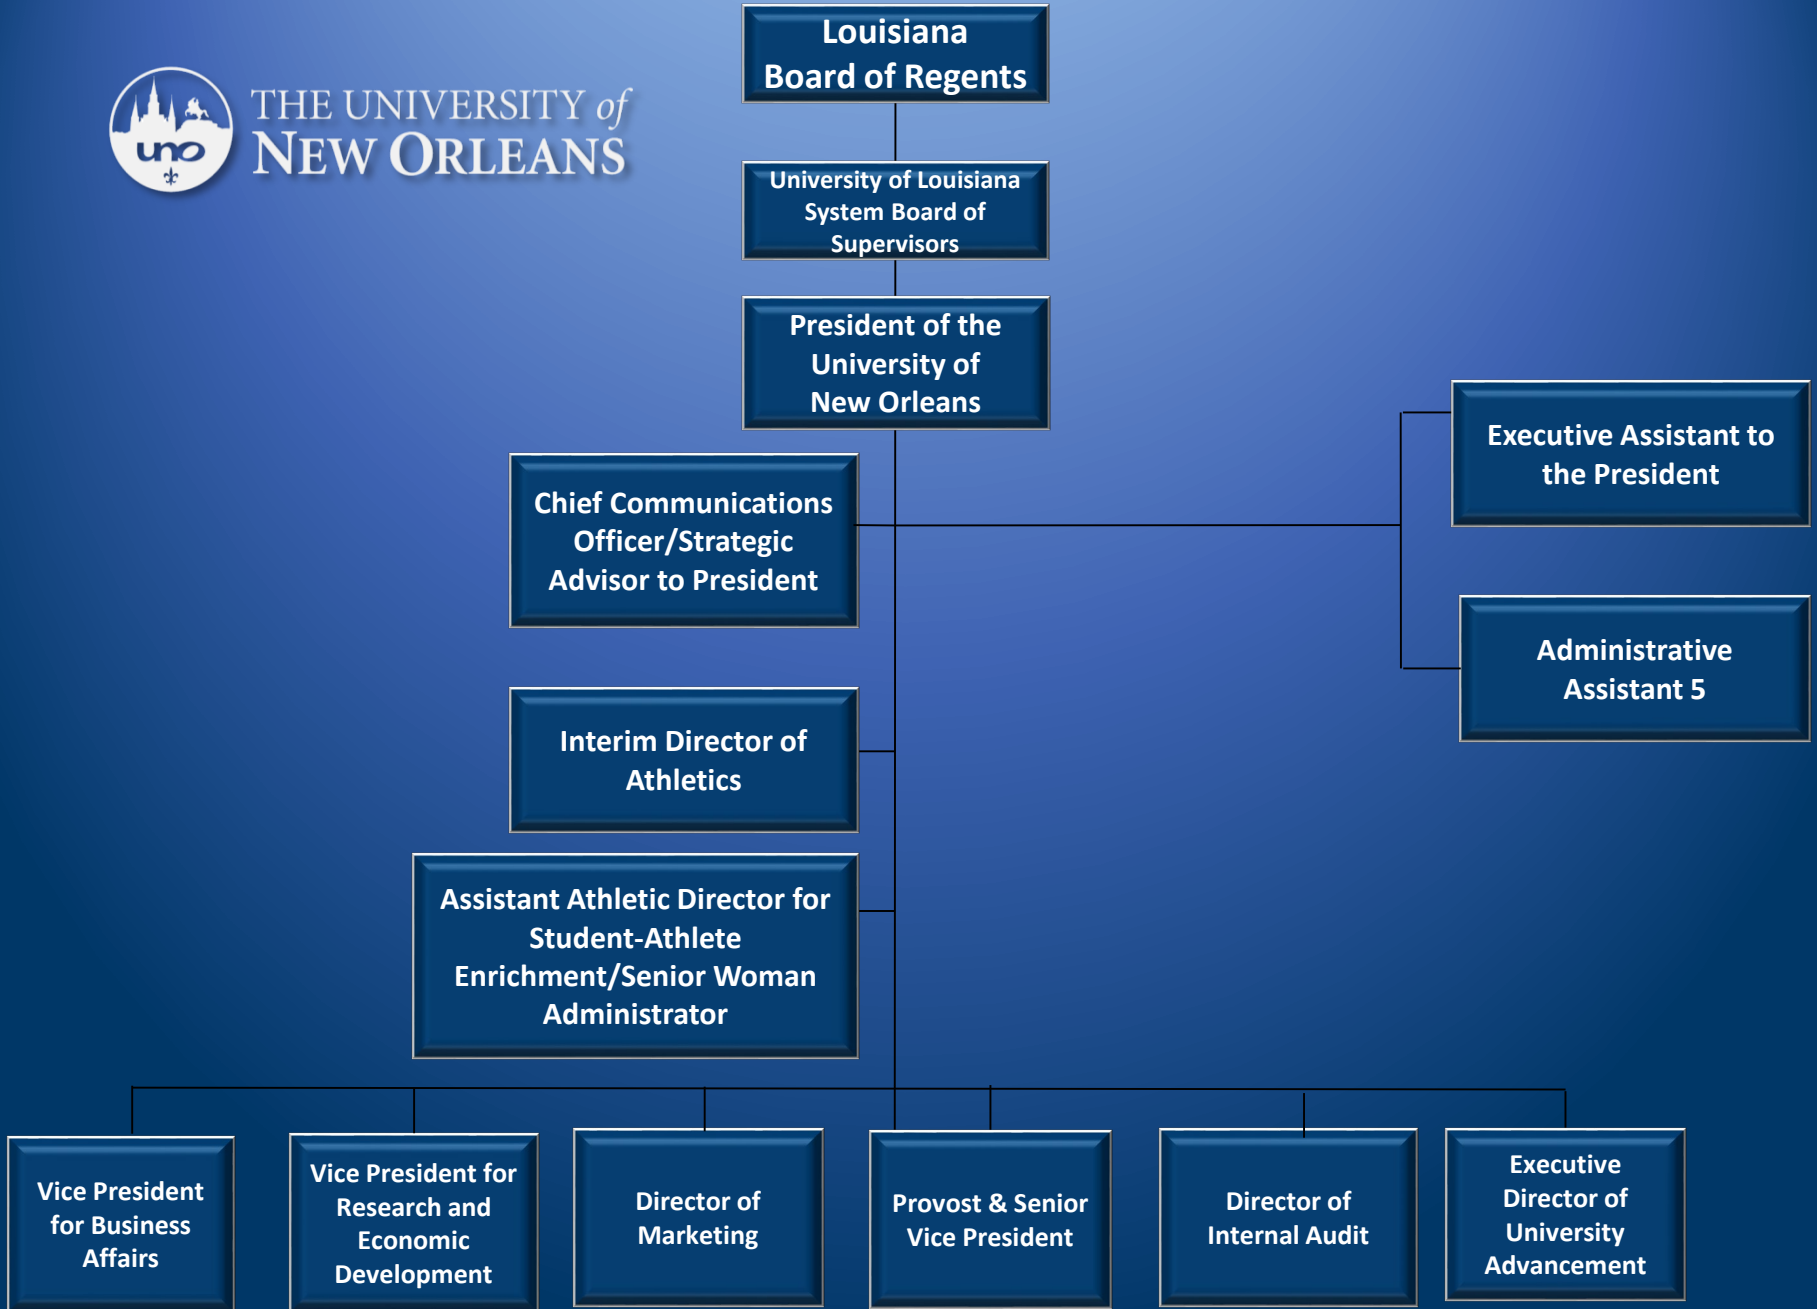 Louisiana
Board of Regents
uno
THE UNIVERSITY of
NEW ORLEANS
University of Louisiana
System Board of
Supervisors
President of the
University of
New Orleans
Executive Assistant to
the President
Chief Communications
Officer/Strategic
Advisor to President
Administrative
Assistant 5
Interim Director of
Athletics
Assistant Athletic Director for
Student-Athlete
Enrichment/Senior Woman
Administrator
Vice President
for Business
Affairs
Vice President for
Research and
Economic
Development
Director of
Marketing
Provost & Senior
Vice President
Director of
Internal Audit
Executive
Director of
University
Advancement